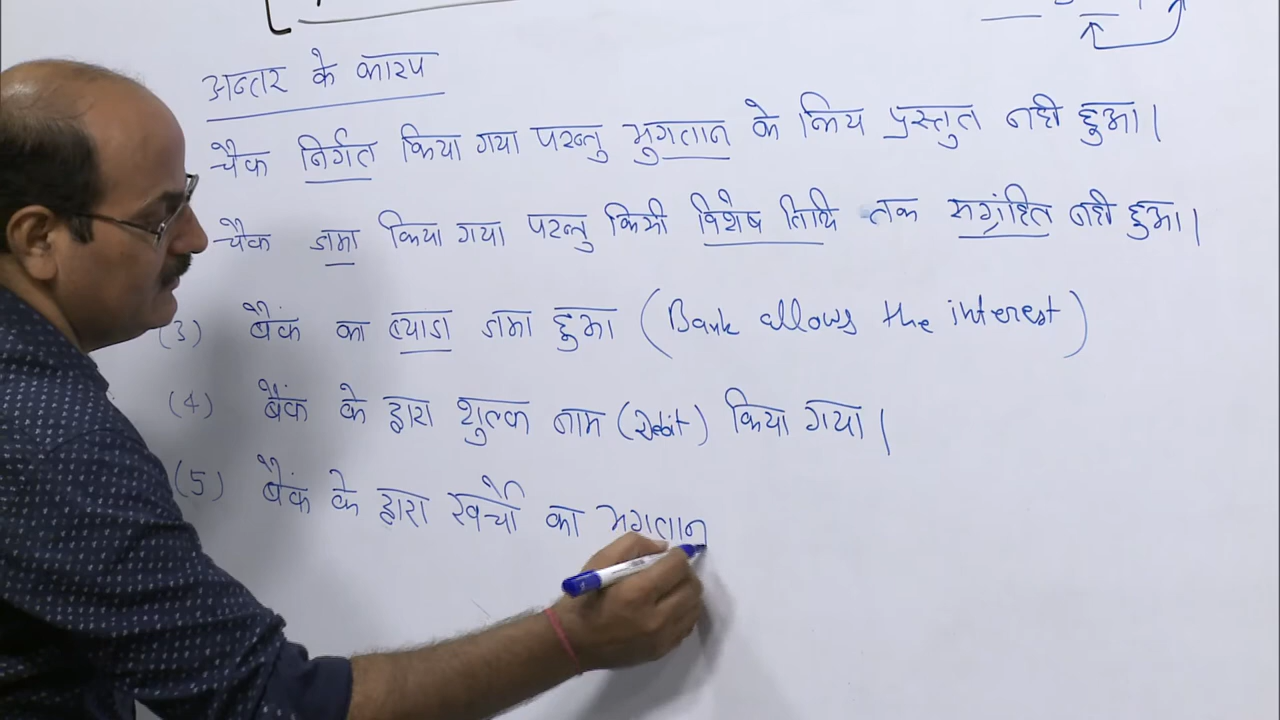 अन्तर के कारण
चैक निर्गत किया गया परन्तु भुगतान के लिये प्रस्तुत नही हुआ।
चैक जमा किया गया परन्तु किसी विशेष तिथि तक संग्रहित नही हुआ।
(3) बैंक का ब्याज जमा हुआ (Bank allows the interest)
(4) बैंक के द्वारा शुल्क नाम (Debit) किया गया।
(5) बैंक के द्वारा खर्चो का भुगतान